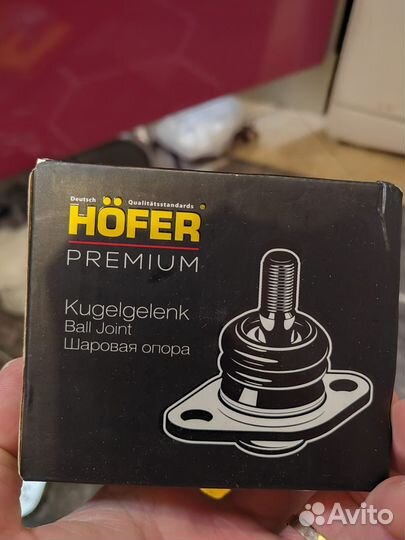 Deutsch Qualitätsstandards
HÖFER
PREMIUM
Kugelgelenk
Ball Joint
Шаровая опора
Avito